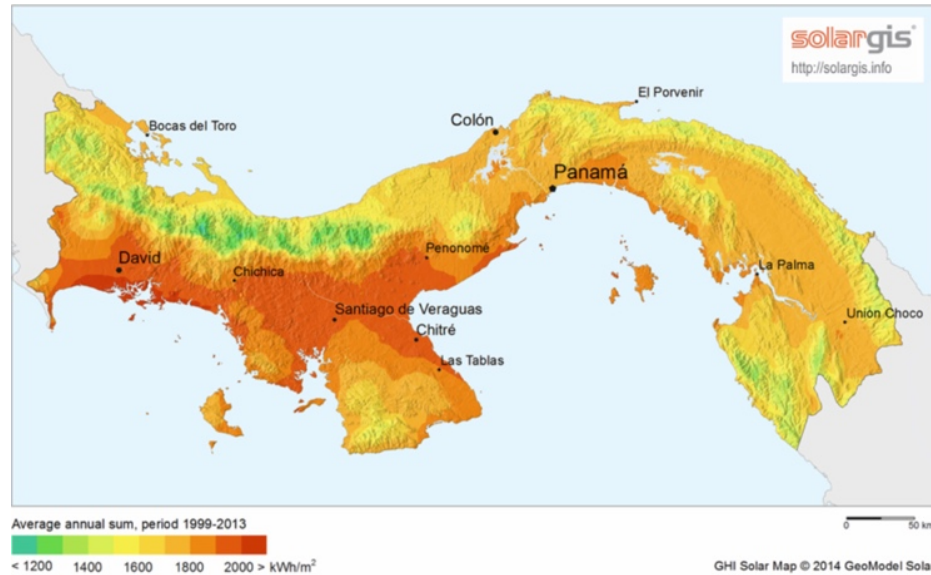 solargis
http://solargis.info
El Porvenir
Colón
Bocas del Toro
Panamá
Penonomé
David
La Palma
Chichica
Santiago de Veraguas
Unión Choco
Chitré
Las Tablas
Average annual sum, period 1999-2013
0 50 km
< 1200 1400 1600 1800 2000 > kWh/m²
GHI Solar Map © 2014 GeoModel Solar